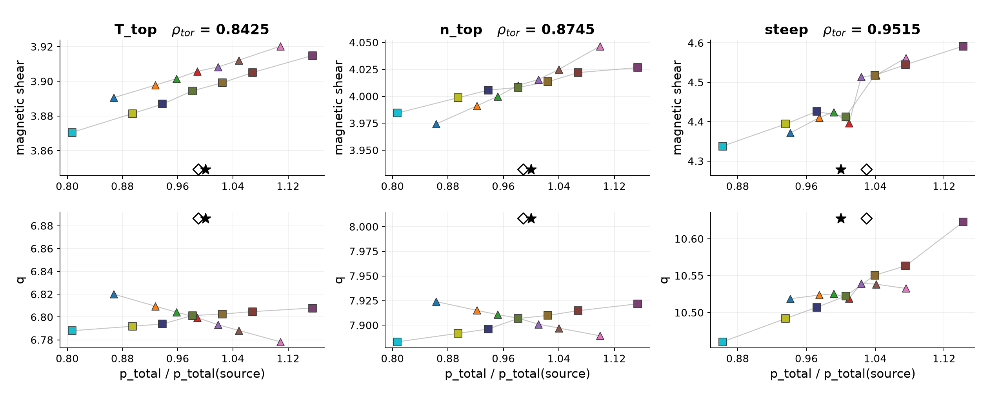 T_top ρtor = 0.8425
n_top ρtor = 0.8745
steep ρtor = 0.9515
magnetic shear
3.92
3.90
3.88
3.86
0.80 0.88 0.96 1.04 1.12
magnetic shear
4.050
4.025
4.000
3.975
3.950
0.80 0.88 0.96 1.04 1.12
magnetic shear
4.6
4.5
4.4
4.3
0.88 0.96 1.04 1.12
q
6.88
6.86
6.84
6.82
6.80
6.78
0.80 0.88 0.96 1.04 1.12
p_total / p_total(source)
q
8.000
7.975
7.950
7.925
7.900
0.80 0.88 0.96 1.04 1.12
p_total / p_total(source)
q
10.60
10.55
10.50
0.88 0.96 1.04 1.12
p_total / p_total(source)